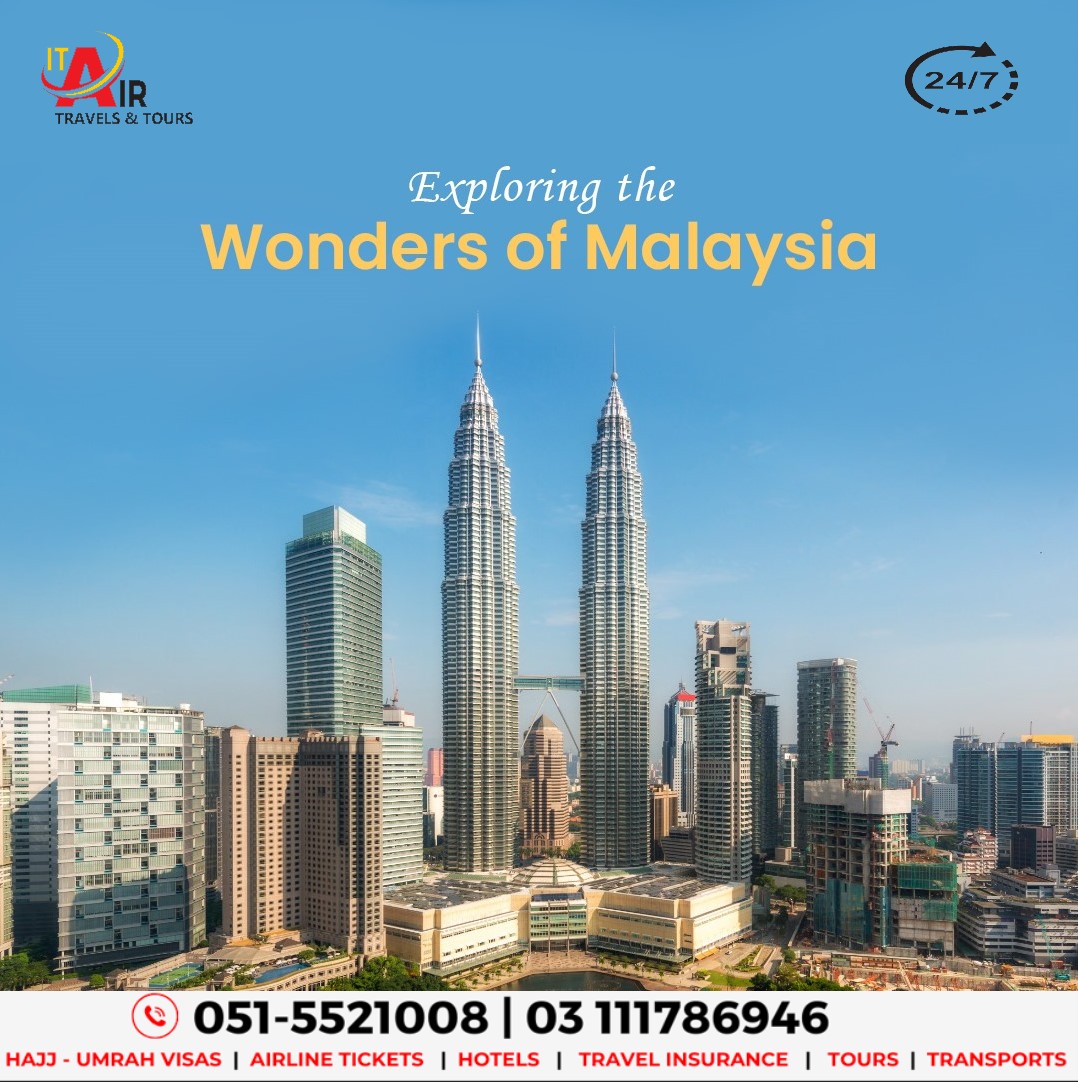 IT AIR
TRAVELS & TOURS
24/7
Exploring the
Wonders of Malaysia
051-5521008 | 03 111786946
HAJJ - UMRAH VISAS | AIRLINE TICKETS | HOTELS | TRAVEL INSURANCE | TOURS | TRANSPORTS